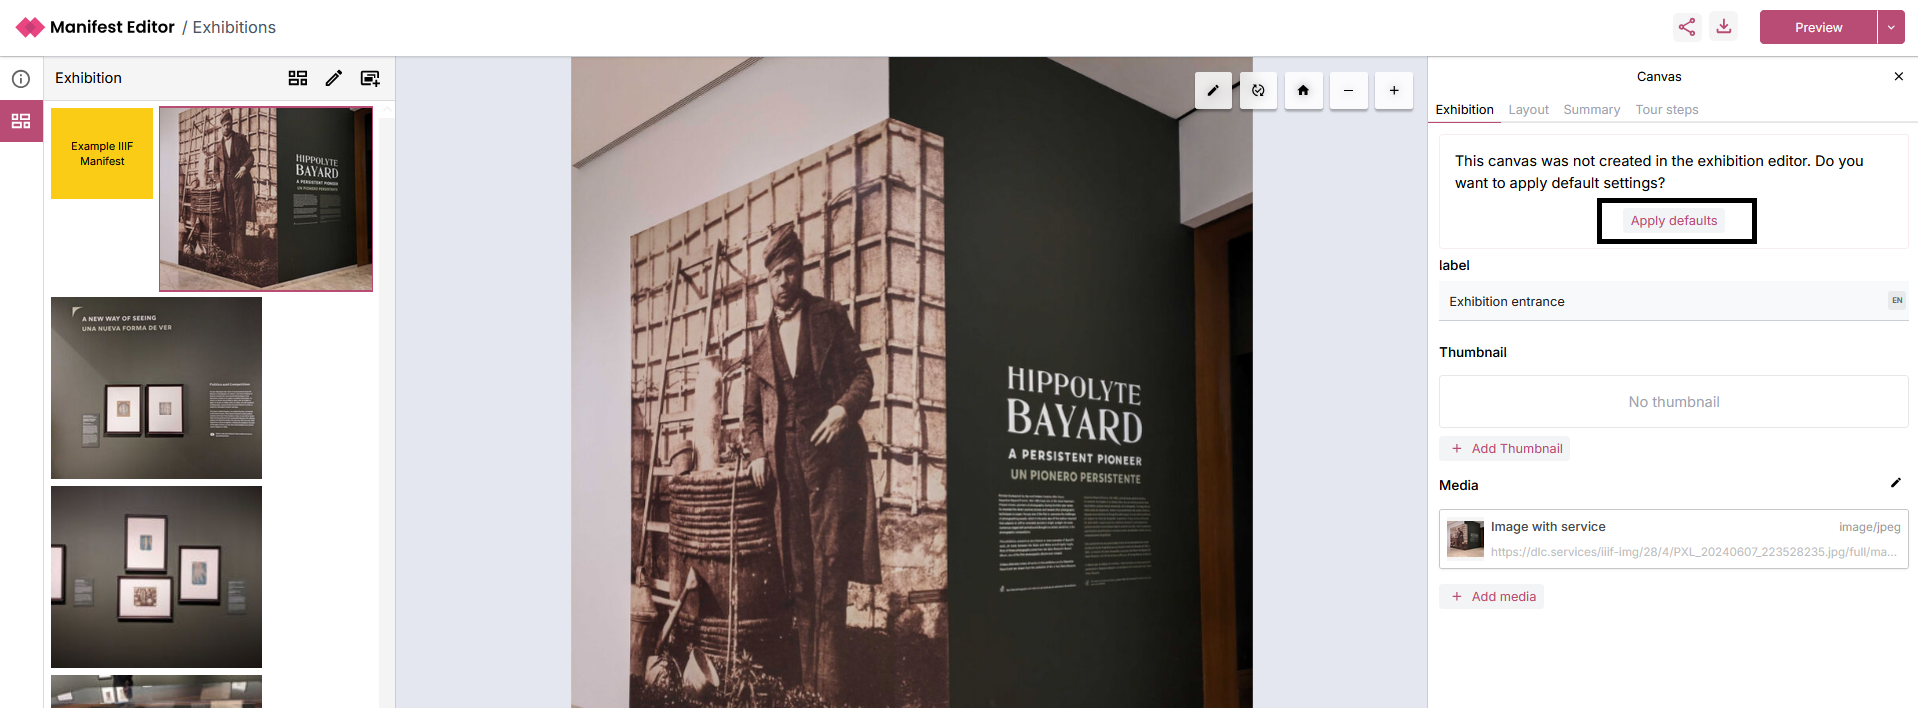 Manifest Editor / Exhibitions
Preview
Exhibition
Example IIIF
Manifest
HIPPOLYTE
BAYARD
A PERSISTENT PIONEER
UN PIONERO PERSISTENTE
A NEW WAY OF SEEING
UNA NUEVA FORMA DE VER
HIPPOLYTE
BAYARD
A PERSISTENT PIONEER
UN PIONERO PERSISTENTE
Canvas
Exhibition Layout Summary Tour steps
This canvas was not created in the exhibition editor. Do you
want to apply default settings?
Apply defaults
label
Exhibition entrance EN
Thumbnail
No thumbnail
+ Add Thumbnail
Media
Image with service image/jpeg
https://dlc.services/iiif-img/28/4/PXL_20240607_223528235.jpg/full/ma...
+ Add media